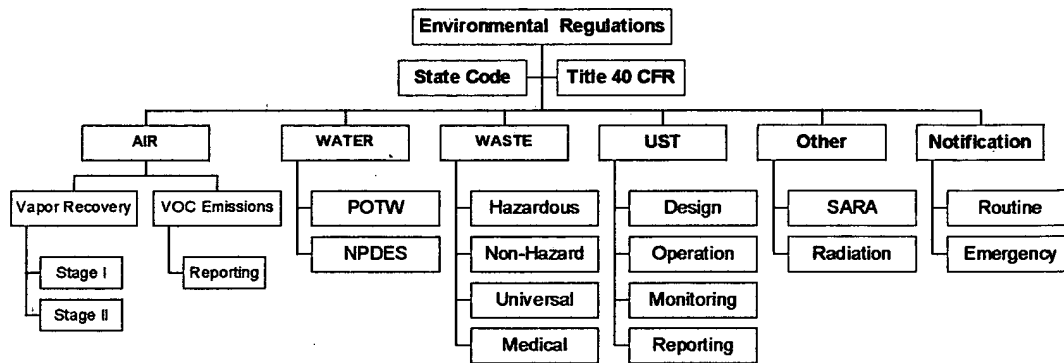 Environmental Regulations
State Code Title 40 CFR
AIR WATER WASTE UST Other Notification
Vapor Recovery VOC Emissions POTW Hazardous Design SARA Routine
Stage I Reporting NPDES Non-Hazard Operation Radiation Emergency
Stage II Universal Monitoring
Medical Reporting